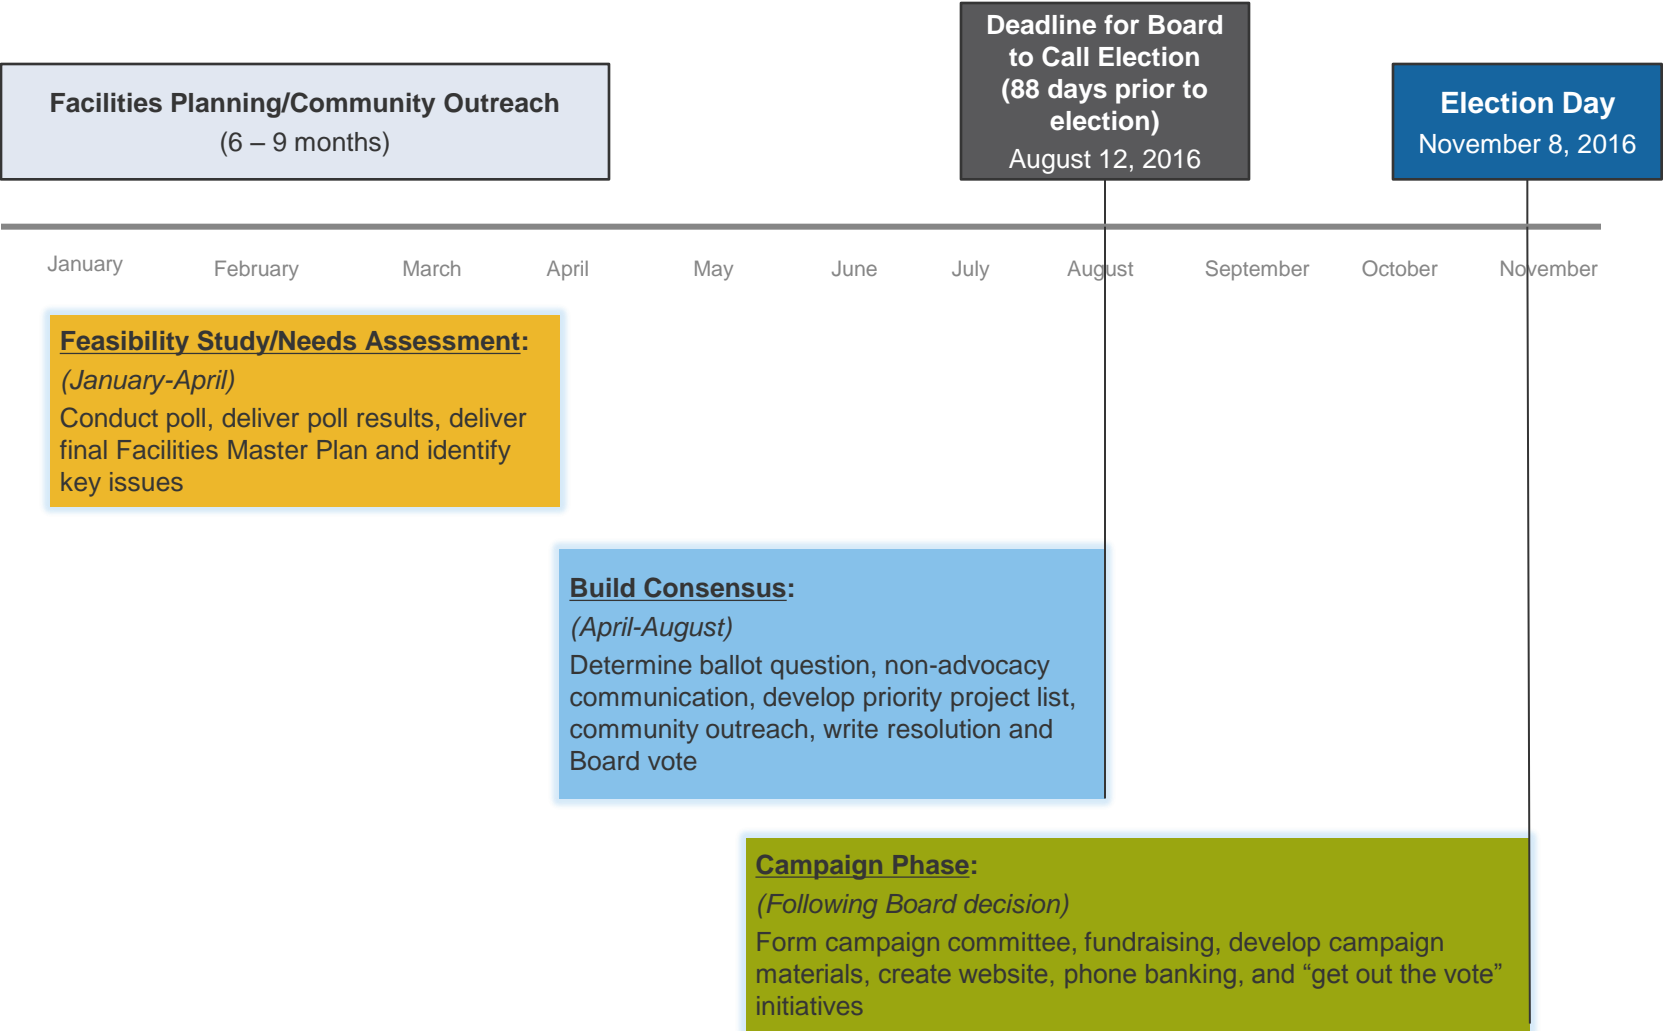 Facilities Planning/Community Outreach
(6 – 9 months)
Deadline for Board
to Call Election
(88 days prior to
election)
August 12, 2016
Election Day
November 8, 2016
January February March April May June July August September October November
Feasibility Study/Needs Assessment:
(January-April)
Conduct poll, deliver poll results, deliver
final Facilities Master Plan and identify
key issues
Build Consensus:
(April-August)
Determine ballot question, non-advocacy
communication, develop priority project list,
community outreach, write resolution and
Board vote
Campaign Phase:
(Following Board decision)
Form campaign committee, fundraising, develop campaign
materials, create website, phone banking, and “get out the vote”
initiatives